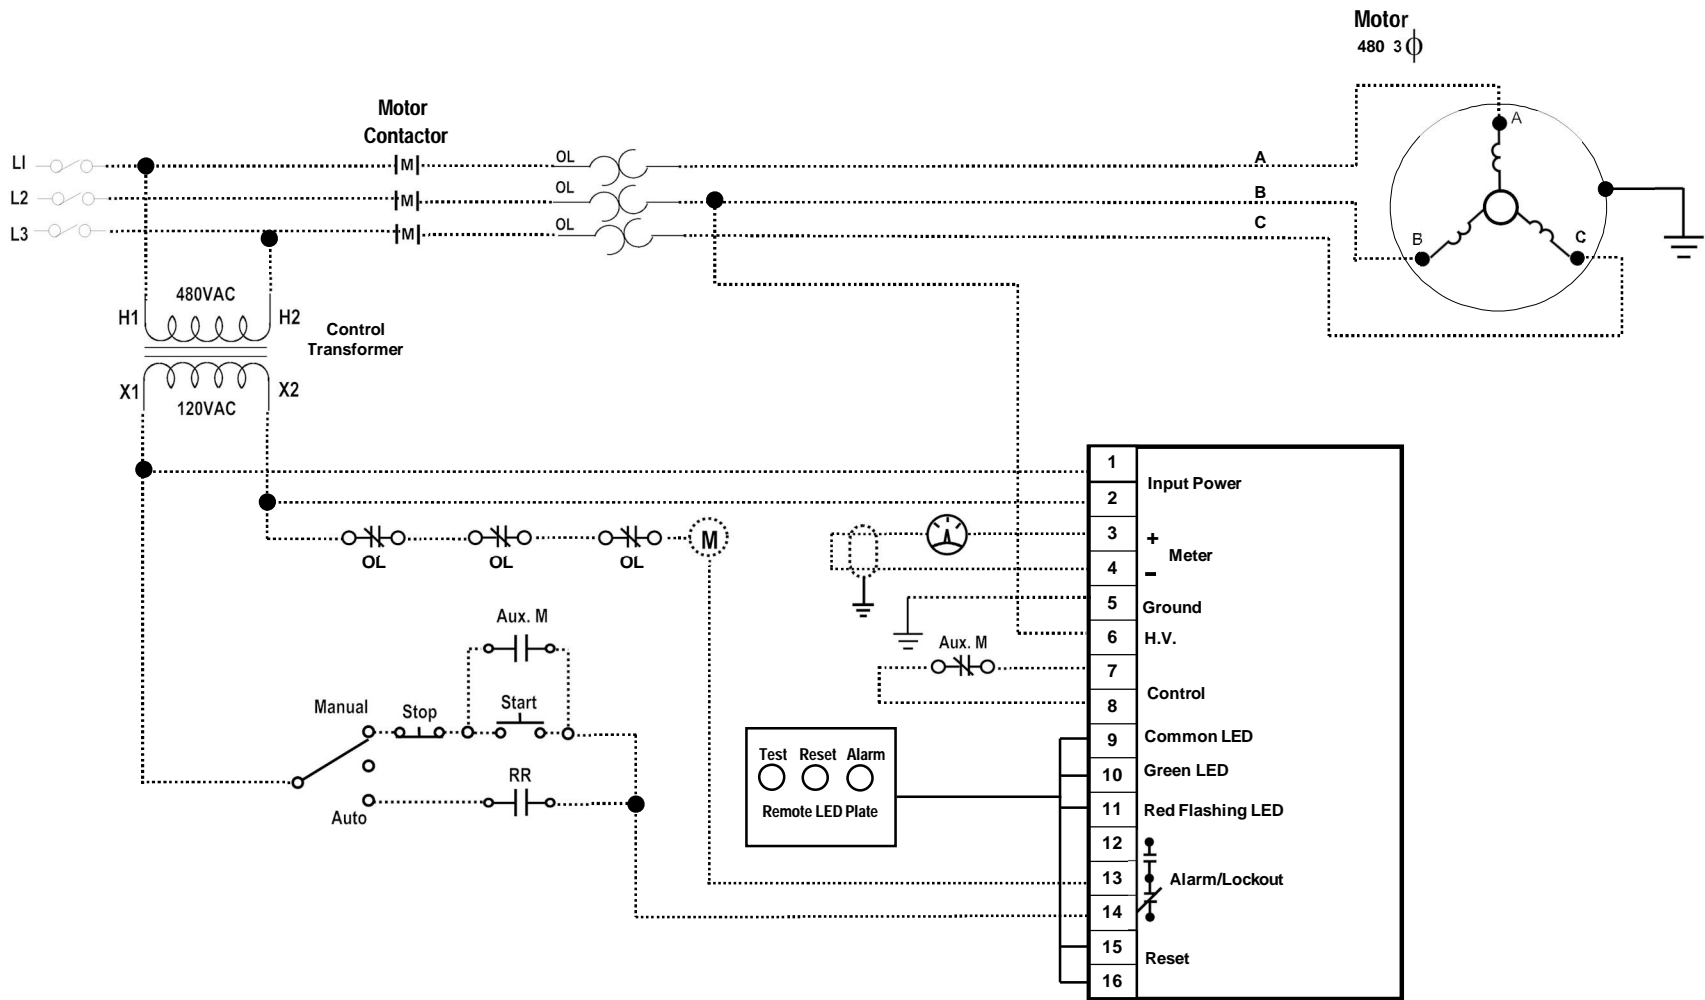 Motor
480 3ϕ
Motor
Contactor
L1
M
OL
A
L2
M
OL
B
L3
M
OL
C
A
B
C
480VAC
H1
H2
Control
Transformer
X1
X2
120VAC
M
OL
OL
OL
Aux. M
Manual
Stop
Start
RR
Auto
Aux. M
Test Reset Alarm
Remote LED Plate
1
Input Power
2
3
+
Meter
4
−
5
Ground
6
H.V.
7
Control
8
9
Common LED
10
Green LED
11
Red Flashing LED
12
13
Alarm/Lockout
14
15
Reset
16